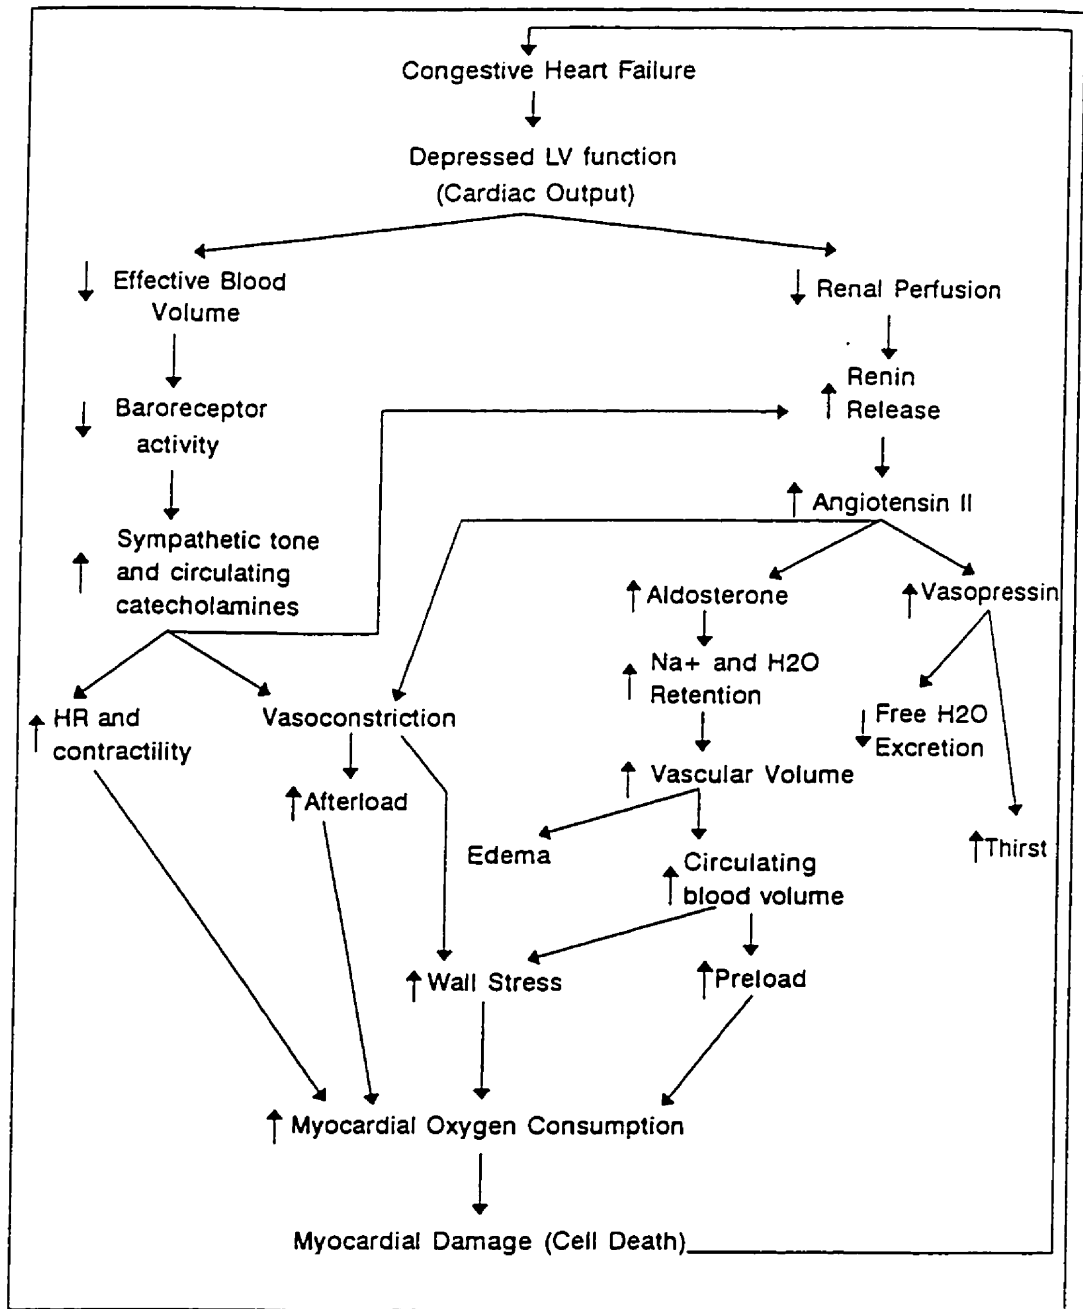 Congestive Heart Failure
Depressed LV function
(Cardiac Output)
↓ Effective Blood
Volume
↓ Renal Perfusion
↓ Baroreceptor
activity
↑ Renin
Release
↑ Angiotensin II
↑ Sympathetic tone
and circulating
catecholamines
↑ Aldosterone
↑ Vasopressin
↑ HR and
contractility
Vasoconstriction
↑ Na+ and H2O
Retention
↓ Free H2O
Excretion
↑ Afterload
↑ Vascular Volume
Edema
↑ Circulating
blood volume
↑ Thirst
↑ Wall Stress
↑ Preload
↑ Myocardial Oxygen Consumption
Myocardial Damage (Cell Death)